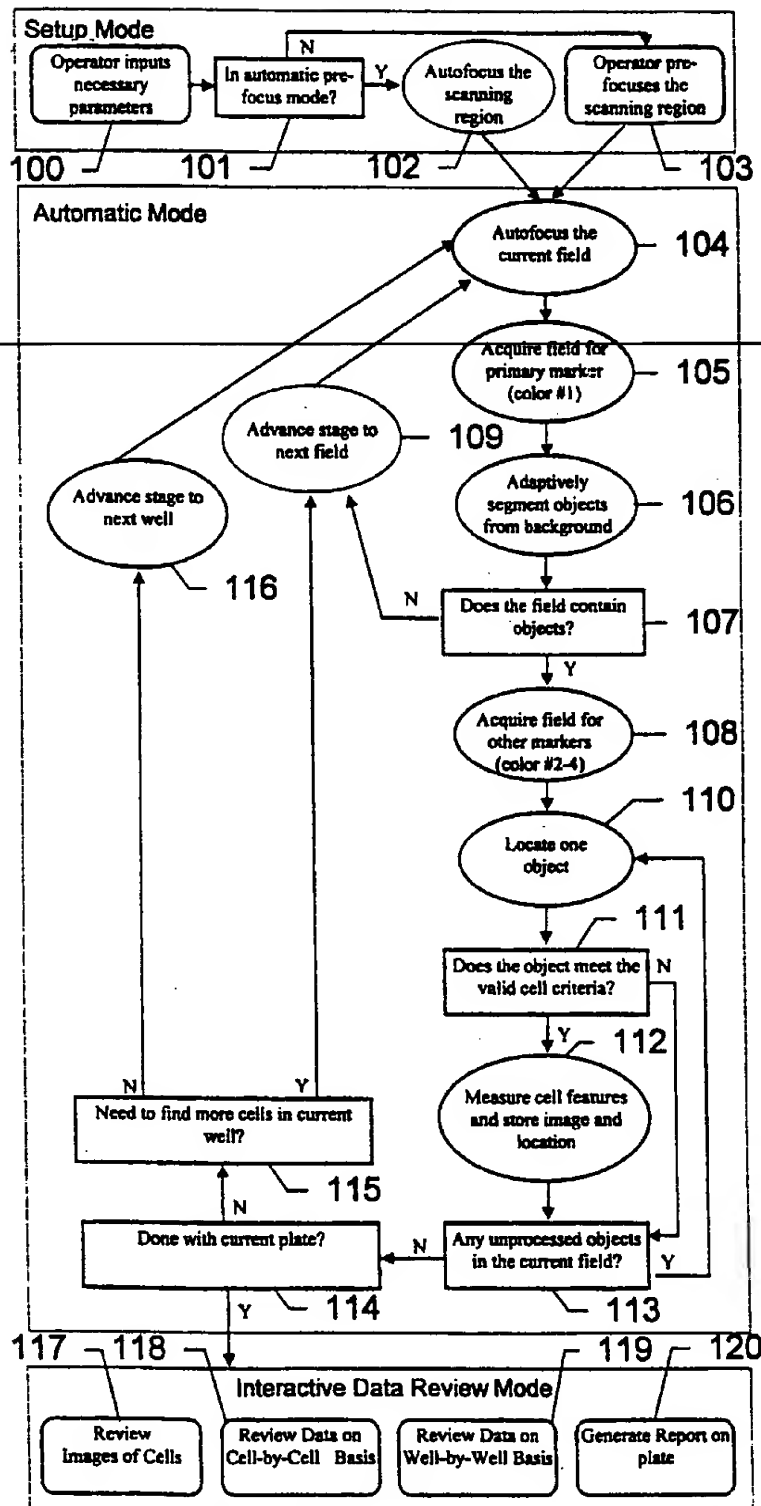 Setup Mode
Operator inputs
necessary
parameters
In automatic pre-
focus mode?
N
Y
Autofocus the
scanning
region
Operator pre-
focuses the
scanning region
100
101
102
103
Automatic Mode
Autofocus the
current field
104
Acquire field for
primary marker
(color #1)
105
Advance stage to
next field
109
Advance stage to
next well
116
Adaptively
segment objects
from background
106
N
Does the field contain
objects?
107
Y
Acquire field for
other markers
(color #2-4)
108
110
Locate one
object
111
Does the object meet the
valid cell criteria?
N
Y
112
Measure cell features
and store image and
location
N
Y
Need to find more cells in current
well?
115
N
Done with current plate?
N
Any unprocessed objects
in the current field?
Y
114
113
Y
117
118
119
120
Interactive Data Review Mode
Review
Images of Cells
Review Data on
Cell-by-Cell Basis
Review Data on
Well-by-Well Basis
Generate Report on
plate